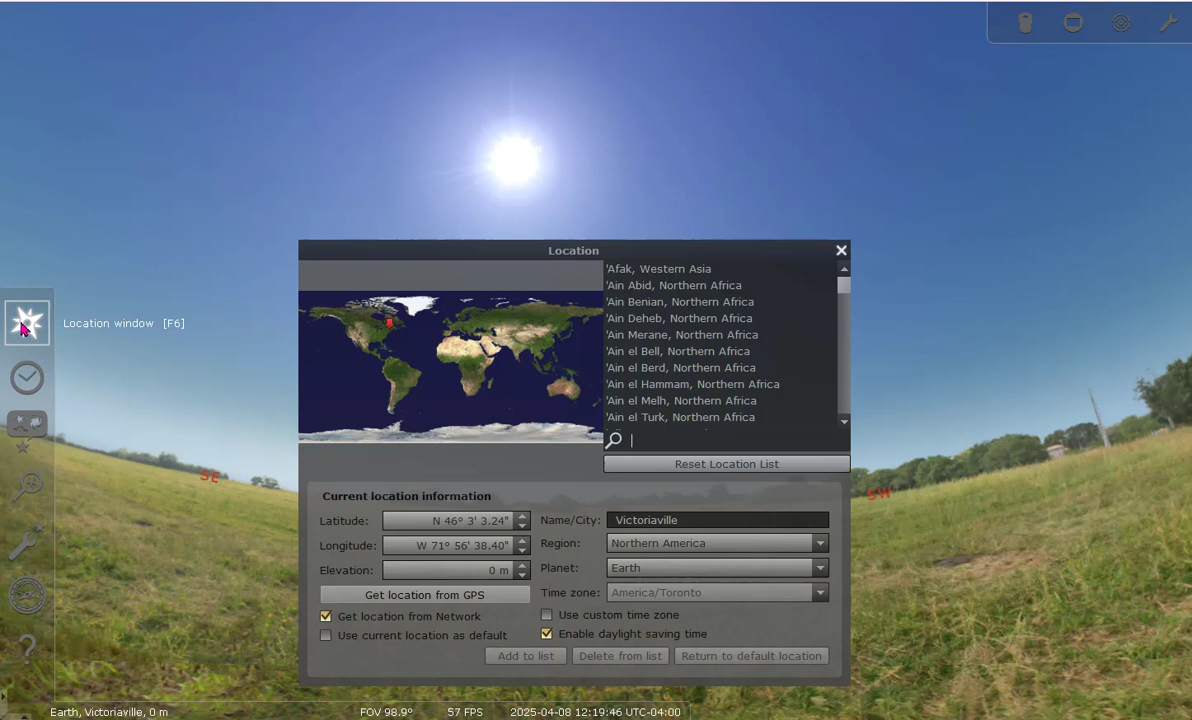 Location
'Afak, Western Asia
'Ain Abid, Northern Africa
'Ain Benian, Northern Africa
'Ain Deheb, Northern Africa
'Ain Merane, Northern Africa
'Ain el Bell, Northern Africa
'Ain el Berd, Northern Africa
'Ain el Hammam, Northern Africa
'Ain el Melh, Northern Africa
'Ain el Turk, Northern Africa
Reset Location List
Location window [F6]
SE
SW
Current location information
Latitude: N 46° 3' 3.24"
Longitude: W 71° 56' 38.40"
Elevation: 0 m
Get location from GPS
Get location from Network
Use current location as default
Name/City: Victoriaville
Region: Northern America
Planet: Earth
Time zone: America/Toronto
Use custom time zone
Enable daylight saving time
Add to list
Delete from list
Return to default location
?
Earth, Victoriaville, 0 m FOV 98.9° 57 FPS 2025-04-08 12:19:46 UTC-04:00